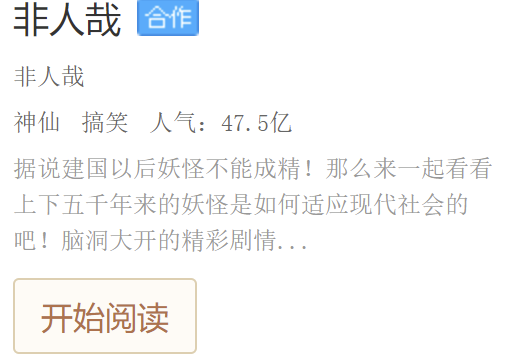 非人哉 合作
非人哉
神仙 搞笑 人气：47.5亿
据说建国以后妖怪不能成精！那么来一起看看
上下五千年来的妖怪是如何适应现代社会的
吧！脑洞大开的精彩剧情...
开始阅读